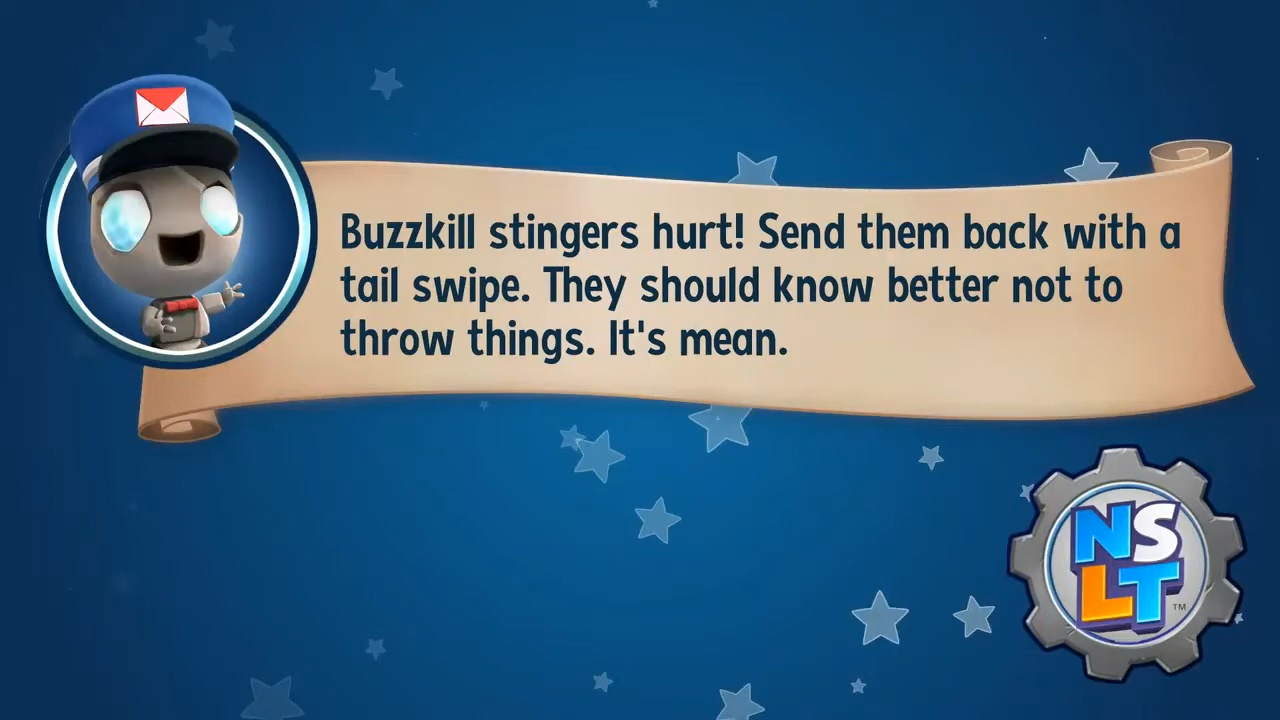 Buzzkill stingers hurt! Send them back with a
tail swipe. They should know better not to
throw things. It's mean.
NS
LT
TM